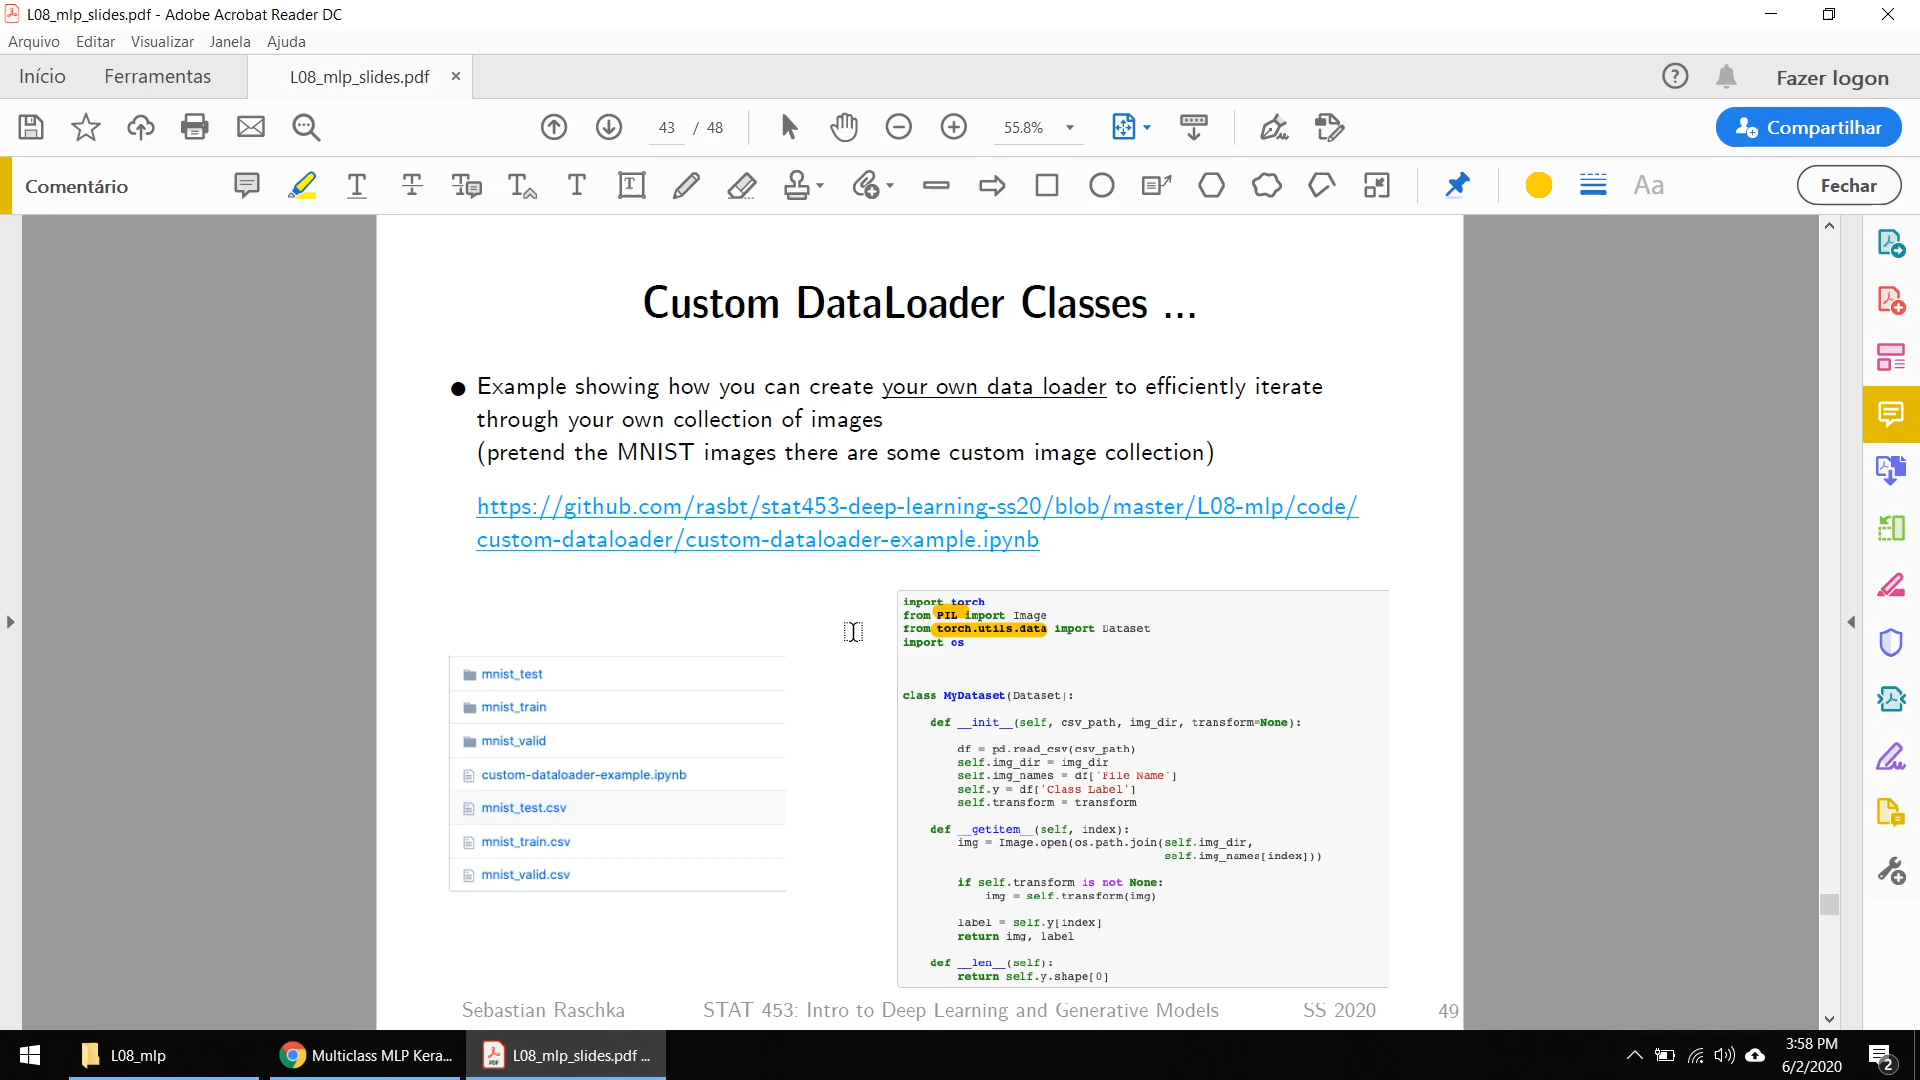 L08_mlp_slides.pdf - Adobe Acrobat Reader DC
Arquivo Editar Visualizar Janela Ajuda
Início Ferramentas L08_mlp_slides.pdf × Fazer logon
43 / 48 55.8% Compartilhar
Comentário Aa Fechar
Custom DataLoader Classes ...
● Example showing how you can create your own data loader to efficiently iterate
through your own collection of images
(pretend the MNIST images there are some custom image collection)
https://github.com/rasbt/stat453-deep-learning-ss20/blob/master/L08-mlp/code/
custom-dataloader/custom-dataloader-example.ipynb
mnist_test
mnist_train
mnist_valid
custom-dataloader-example.ipynb
mnist_test.csv
mnist_train.csv
mnist_valid.csv
import torch
from PIL import Image
from torch.utils.data import Dataset
import os
class MyDataset(Dataset):
def __init__(self, csv_path, img_dir, transform=None):
df = pd.read_csv(csv_path)
self.img_dir = img_dir
self.img_names = df['File Name']
self.y = df['Class Label']
self.transform = transform
def __getitem__(self, index):
img = Image.open(os.path.join(self.img_dir,
self.img_names[index]))
if self.transform is not None:
img = self.transform(img)
label = self.y[index]
return img, label
def __len__(self):
return self.y.shape[0]
Sebastian Raschka STAT 453: Intro to Deep Learning and Generative Models SS 2020 49
L08_mlp Multiclass MLP Kera... L08_mlp_slides.pdf ...
3:58 PM
6/2/2020
2